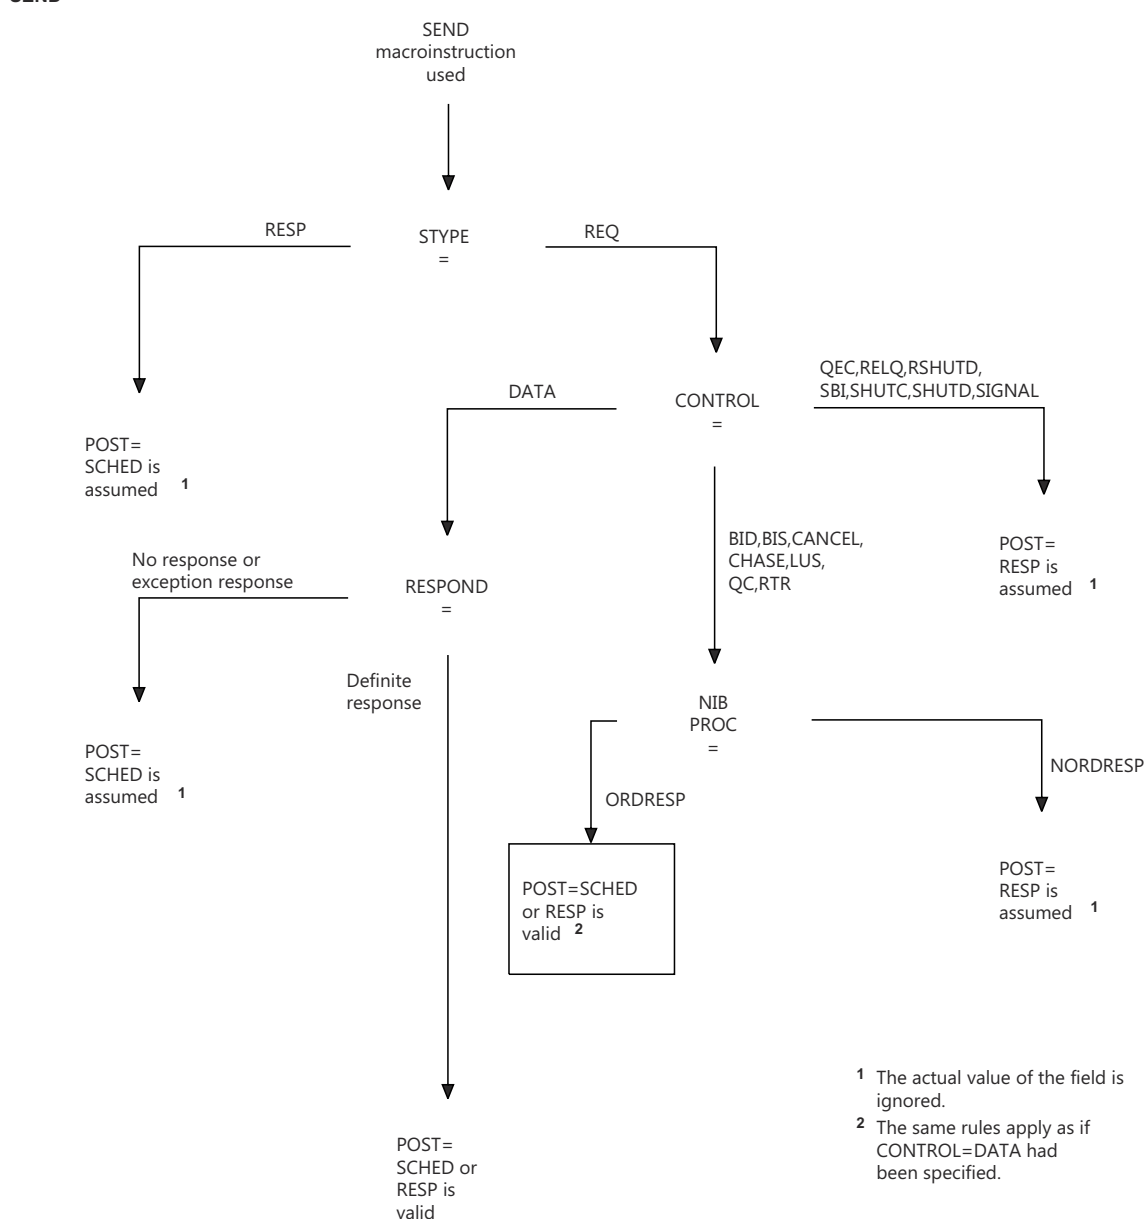 SEND
SEND
macroinstruction
used
RESP
STYPE
=
REQ
QEC,RELQ,RSHUTD,
SBI,SHUTC,SHUTD,SIGNAL
DATA
CONTROL
=
POST=
SCHED is
assumed 1
BID,BIS,CANCEL,
CHASE,LUS,
QC,RTR
POST=
RESP is
assumed 1
No response or
exception response
RESPOND
=
Definite
response
NIB
PROC
=
POST=
SCHED is
assumed 1
ORDRESP
NORDRESP
POST=SCHED
or RESP is
valid 2
POST=
RESP is
assumed 1
1 The actual value of the field is
ignored.
2 The same rules apply as if
CONTROL=DATA had
been specified.
POST=
SCHED or
RESP is
valid